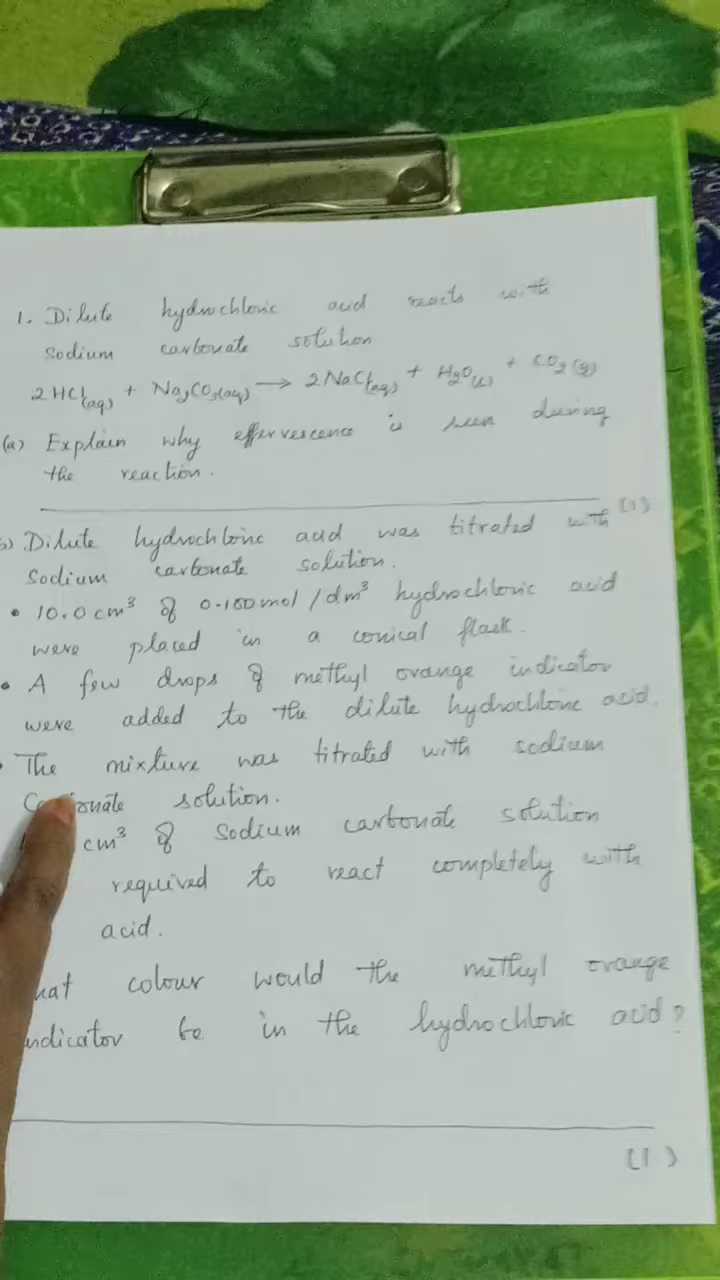 1. Dilute hydrochloric acid reacts with
sodium carbonate solution
2HCl(aq) + Na2CO3(aq) → 2NaCl(aq) + H2O(l) + CO2(g)
(a) Explain why effervescence is seen during
the reaction.
(1)
b) Dilute hydrochloric acid was titrated with
sodium carbonate solution.
• 10.0 cm³ of 0.100 mol/dm³ hydrochloric acid
were placed in a conical flask.
• A few drops of methyl orange indicator
were added to the dilute hydrochloric acid.
• The mixture was titrated with sodium
solution.
cm³ of sodium carbonate solution
required to react completely with
acid.
colour would the methyl orange
be in the hydrochloric acid?
(1)